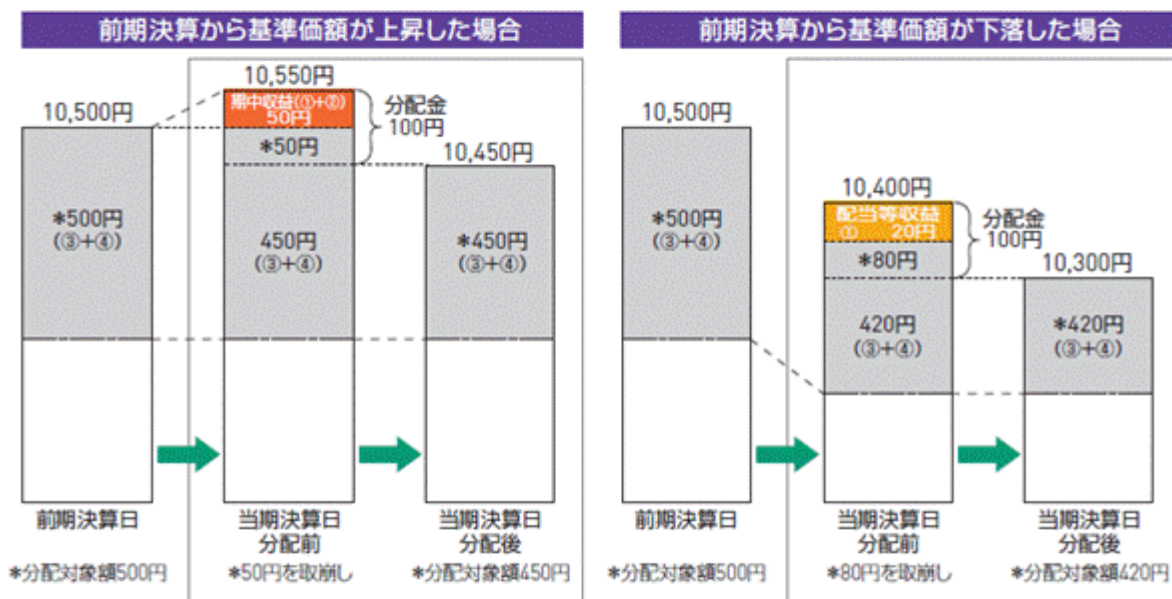 前期決算から基準価額が上昇した場合
10,550円
10,500円
期中収益(①+②)
50円
分配金
100円
*50円
10,450円
*500円
(③+④)
450円
(③+④)
*450円
(③+④)
前期決算日
当期決算日
分配前
当期決算日
分配後
*分配対象額500円
*50円を取崩し
*分配対象額450円
前期決算から基準価額が下落した場合
10,500円
10,400円
配当等収益
① 20円
分配金
100円
*80円
10,300円
*500円
(③+④)
420円
(③+④)
*420円
(③+④)
前期決算日
当期決算日
分配前
当期決算日
分配後
*分配対象額500円
*80円を取崩し
*分配対象額420円